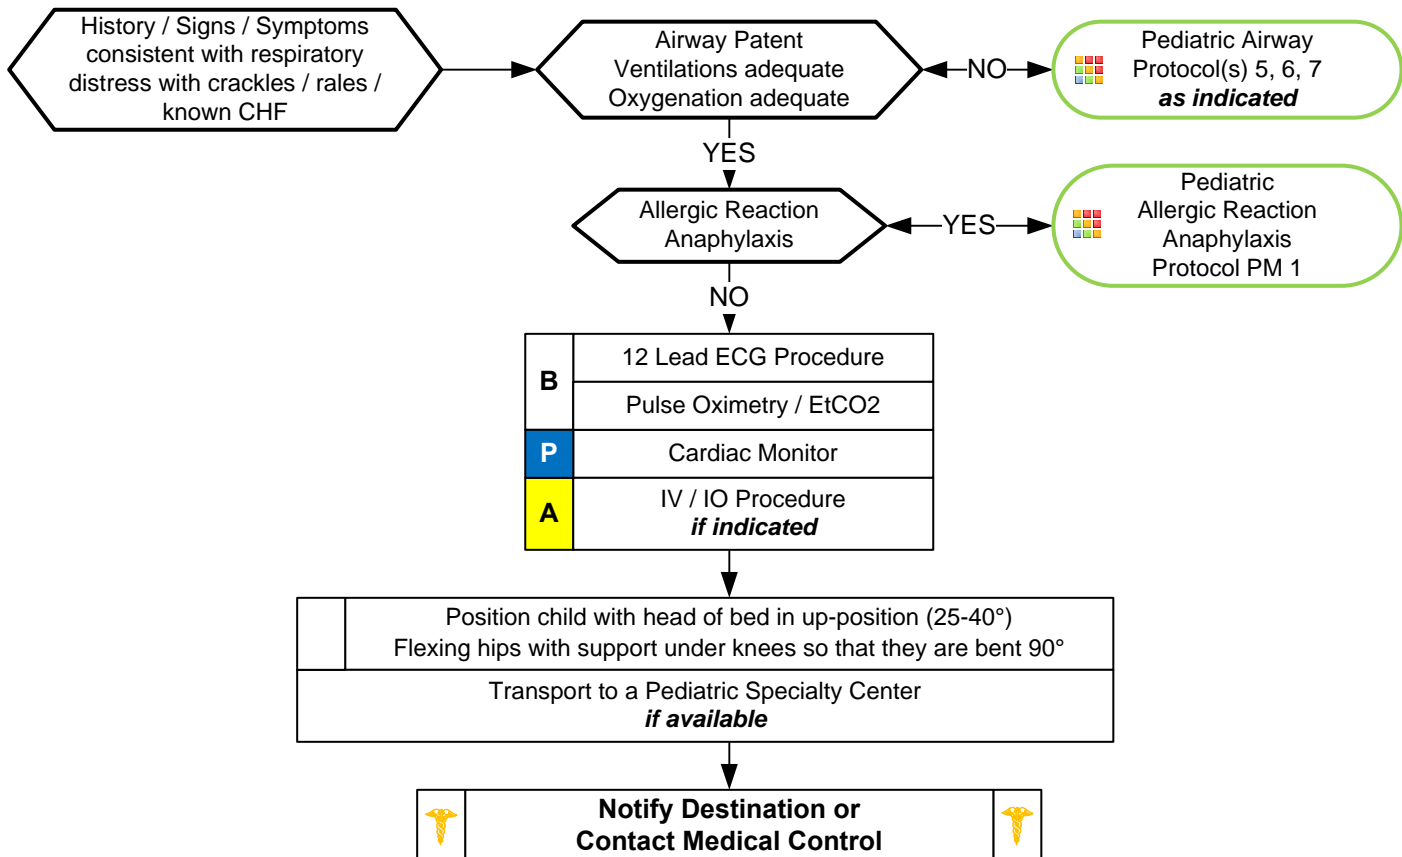 History / Signs / Symptoms
consistent with respiratory
distress with crackles / rales /
known CHF
Airway Patent
Ventilations adequate
Oxygenation adequate
NO
Pediatric Airway
Protocol(s) 5, 6, 7
as indicated
YES
Allergic Reaction
Anaphylaxis
YES
Pediatric
Allergic Reaction
Anaphylaxis
Protocol PM 1
NO
B
12 Lead ECG Procedure
Pulse Oximetry / EtCO2
P
Cardiac Monitor
A
IV / IO Procedure
if indicated
Position child with head of bed in up-position (25-40°)
Flexing hips with support under knees so that they are bent 90°
Transport to a Pediatric Specialty Center
if available
Notify Destination or
Contact Medical Control